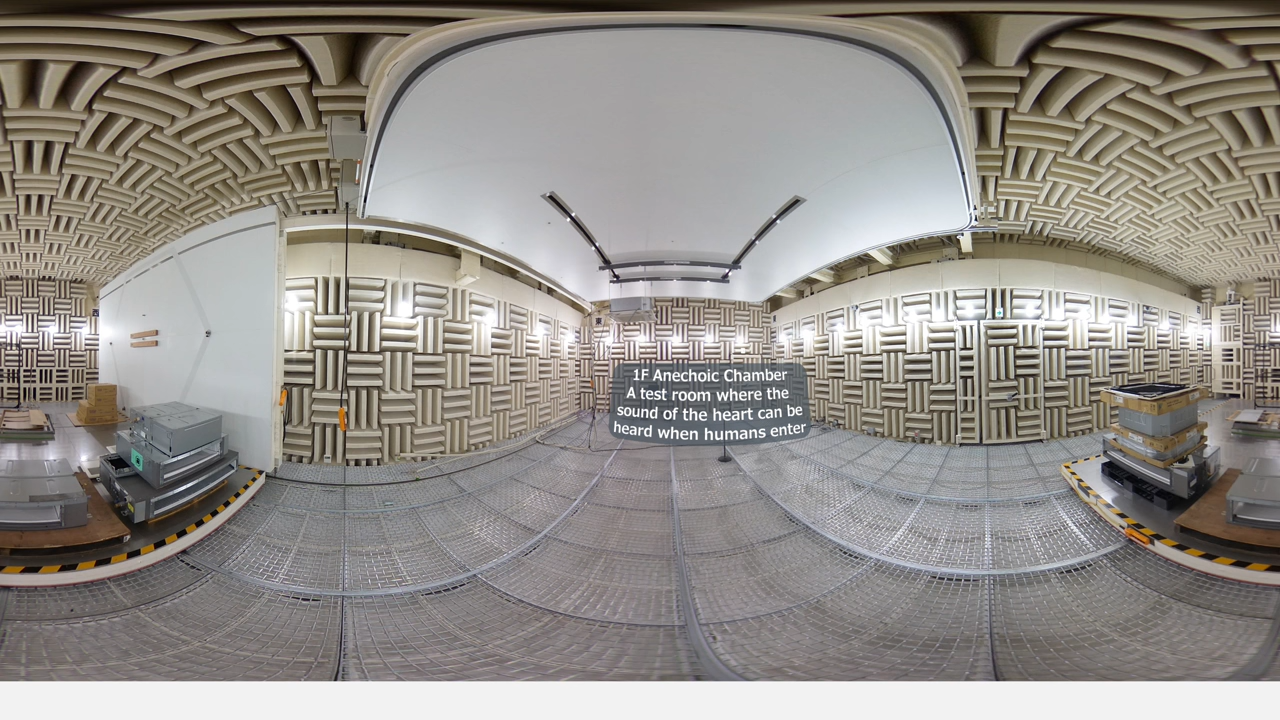 1F Anechoic Chamber
A test room where the
sound of the heart can be
heard when humans enter